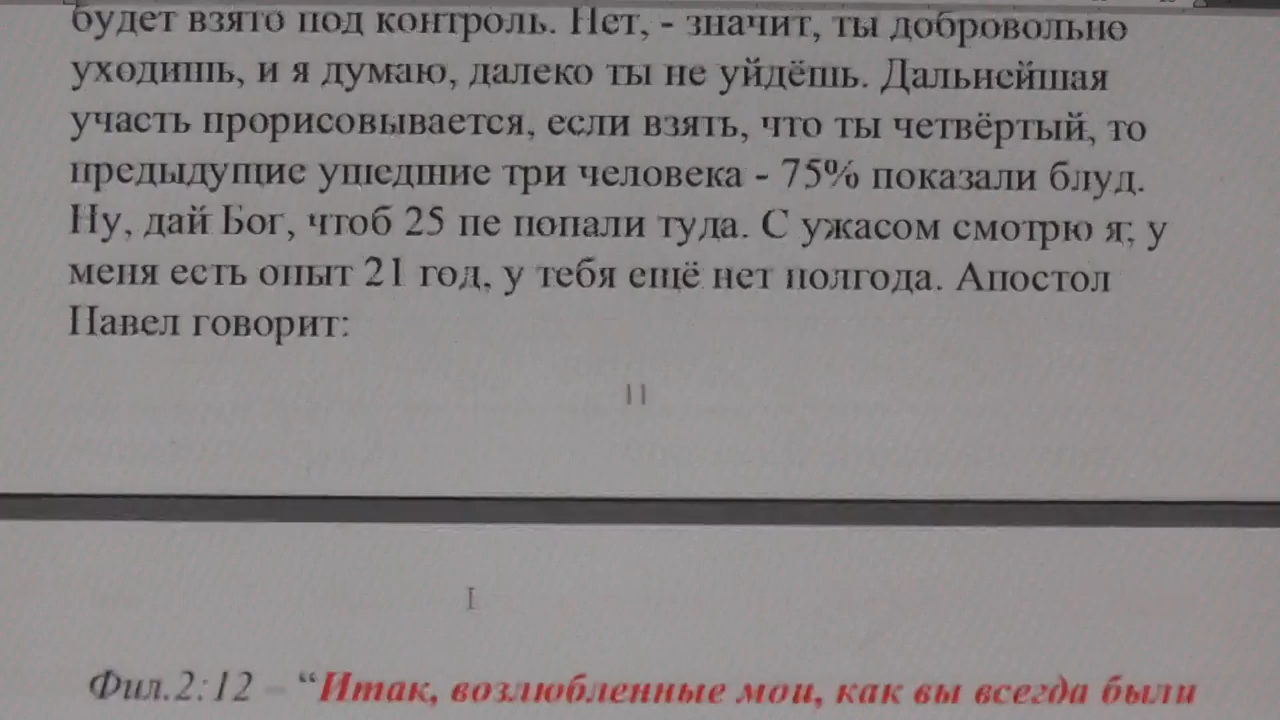 будет взято под контроль. Нет, - значит, ты добровольно
уходишь, и я думаю, далеко ты не уйдёшь. Дальнейшая
участь прорисовывается, если взять, что ты четвёртый, то
предыдущие ушедшие три человека - 75% показали блуд.
Ну, дай Бог, чтоб 25 не попали туда. С ужасом смотрю я; у
меня есть опыт 21 год, у тебя ещё нет полгода. Апостол
Павел говорит:
11
Фил.2:12 – “Итак, возлюбленные мои, как вы всегда были